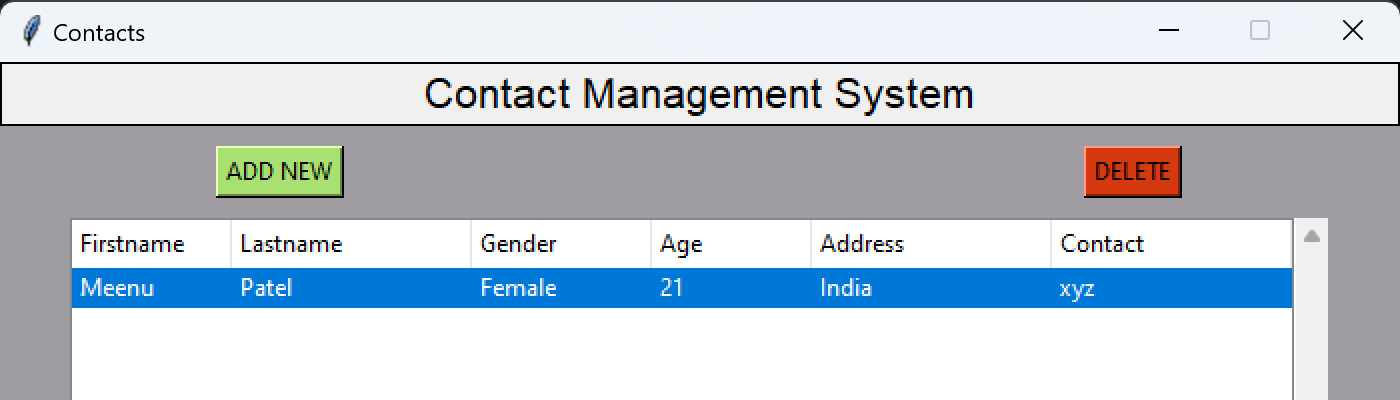 Contacts
Contact Management System
ADD NEW DELETE
Firstname Lastname Gender Age Address Contact
Meenu Patel Female 21 India xyz